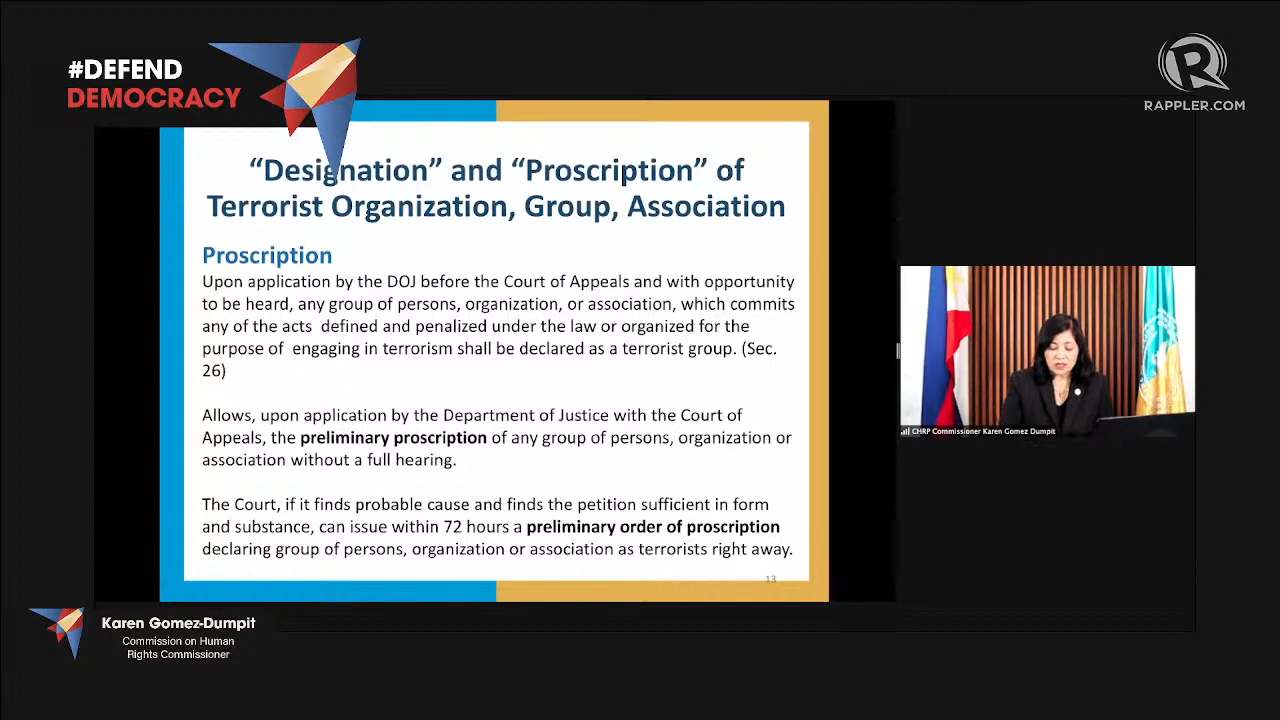 #DEFEND
DEMOCRACY
RAPPLER.COM
“Designation” and “Proscription” of
Terrorist Organization, Group, Association
Proscription
Upon application by the DOJ before the Court of Appeals and with opportunity
to be heard, any group of persons, organization, or association, which commits
any of the acts  defined and penalized under the law or organized for the
purpose of  engaging in terrorism shall be declared as a terrorist group. (Sec.
26)
Allows, upon application by the Department of Justice with the Court of
Appeals, the preliminary proscription of any group of persons, organization or
association without a full hearing.
The Court, if it finds probable cause and finds the petition sufficient in form
and substance, can issue within 72 hours a preliminary order of proscription
declaring group of persons, organization or association as terrorists right away.
13
CHRP Commissioner Karen Gomez Dumpit
Karen Gomez-Dumpit
Commission on Human
Rights Commissioner